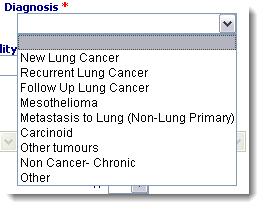 Diagnosis *
lity
New Lung Cancer
Recurrent Lung Cancer
Follow Up Lung Cancer
Mesothelioma
Metastasis to Lung (Non-Lung Primary)
Carcinoid
Other tumours
Non Cancer- Chronic
Other